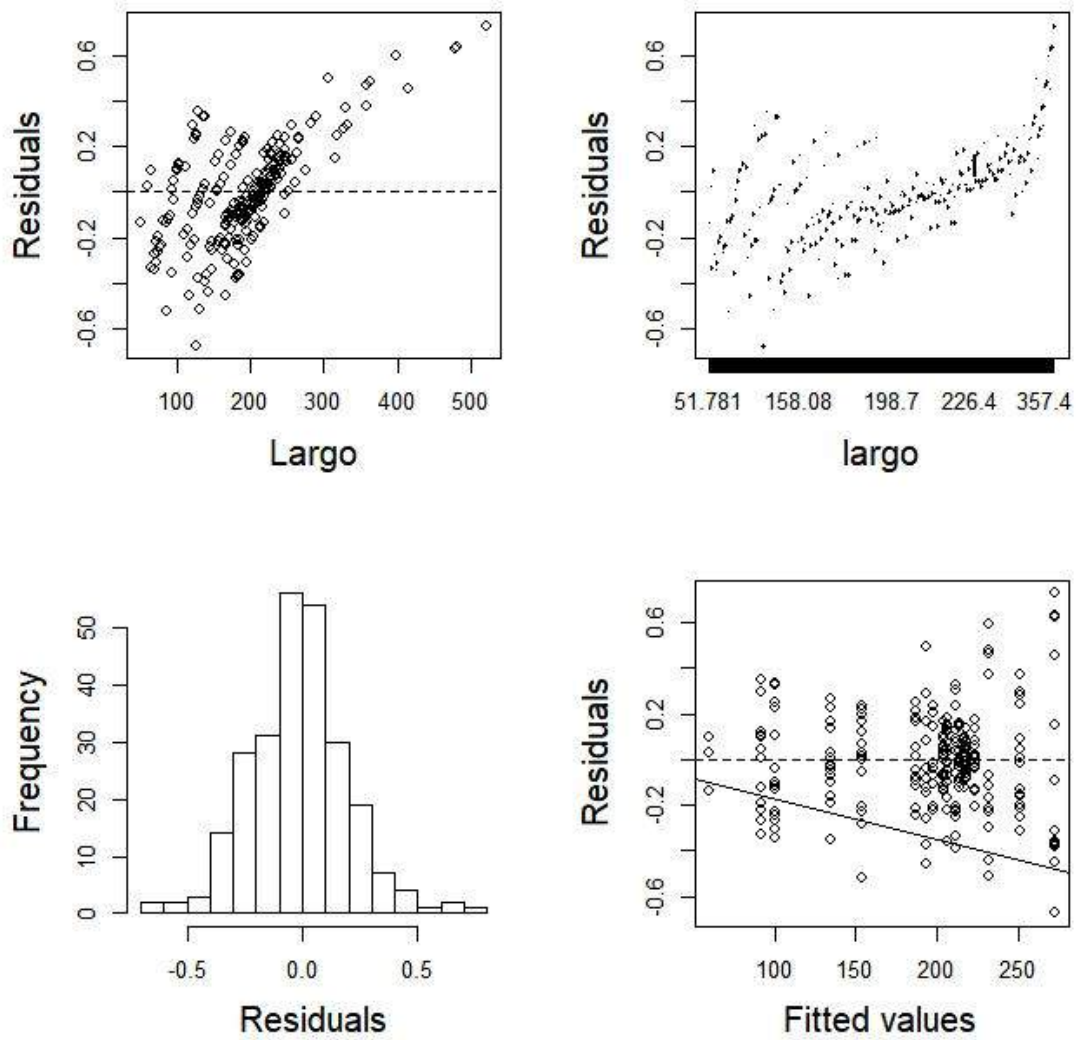 Residuals
0.6
0.2
-0.2
-0.6
100 200 300 400 500
Largo
Residuals
0.6
0.2
-0.2
-0.6
51.781 158.08 198.7 226.4 357.4
largo
Frequency
50
40
30
20
10
0
-0.5 0.0 0.5
Residuals
Residuals
0.6
0.2
-0.2
-0.6
100 150 200 250
Fitted values